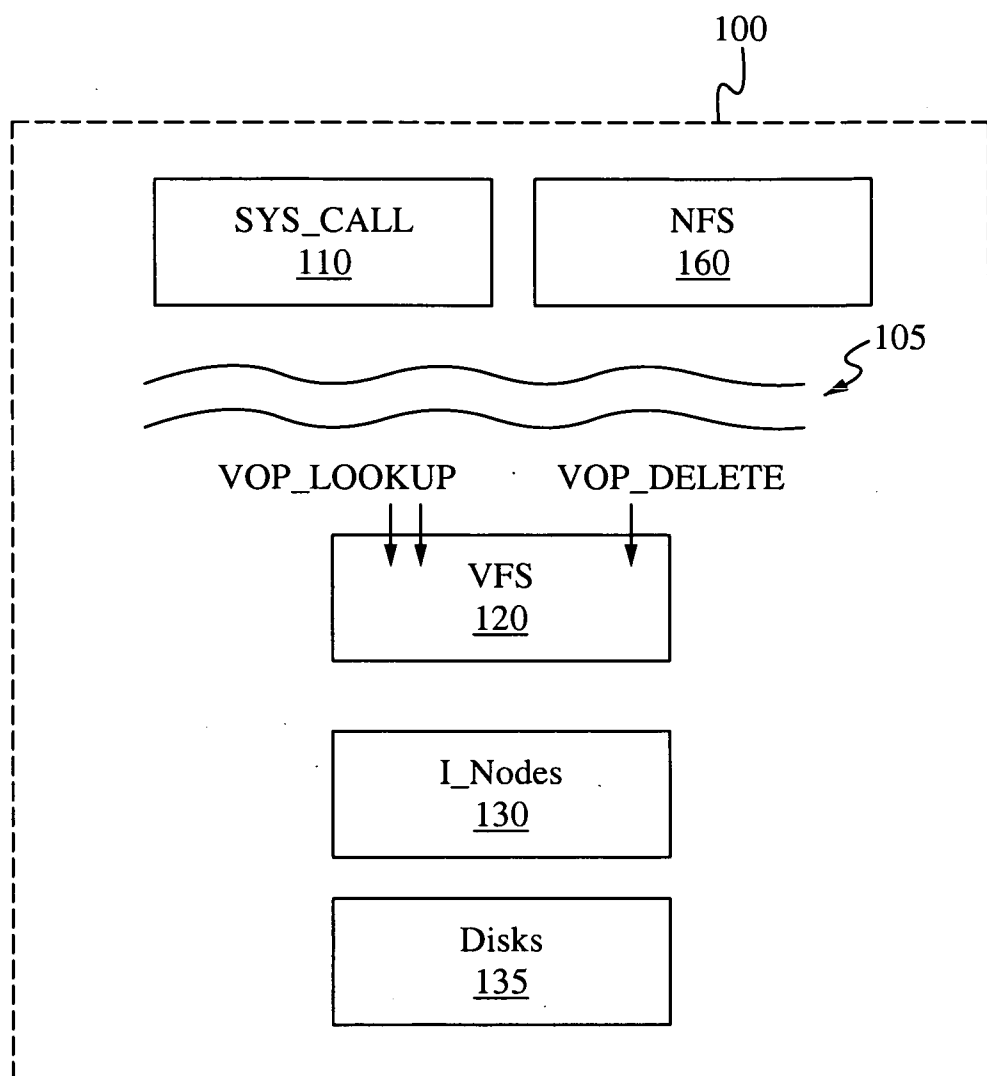 100
SYS_CALL
110
NFS
160
105
VOP_LOOKUP
VOP_DELETE
VFS
120
I_Nodes
130
Disks
135